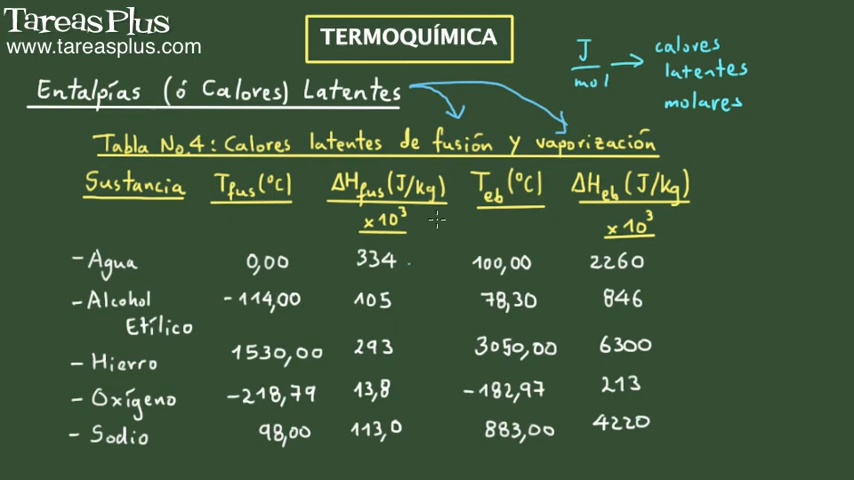 TareasPlus
www.tareasplus.com
TERMOQUÍMICA
J/mol → calores latentes molares
Entalpías (ó Calores) Latentes
Tabla No.4: Calores latentes de fusión y vaporización
Sustancia Tfus(°C) ΔHfus(J/kg) x10³ Teb(°C) ΔHeb(J/kg) x10³
- Agua 0,00 334 100,00 2260
- Alcohol Etílico -114,00 105 78,30 846
- Hierro 1530,00 293 3050,00 6300
- Oxígeno -218,79 13,8 -182,97 213
- Sodio 98,00 113,0 883,00 4220